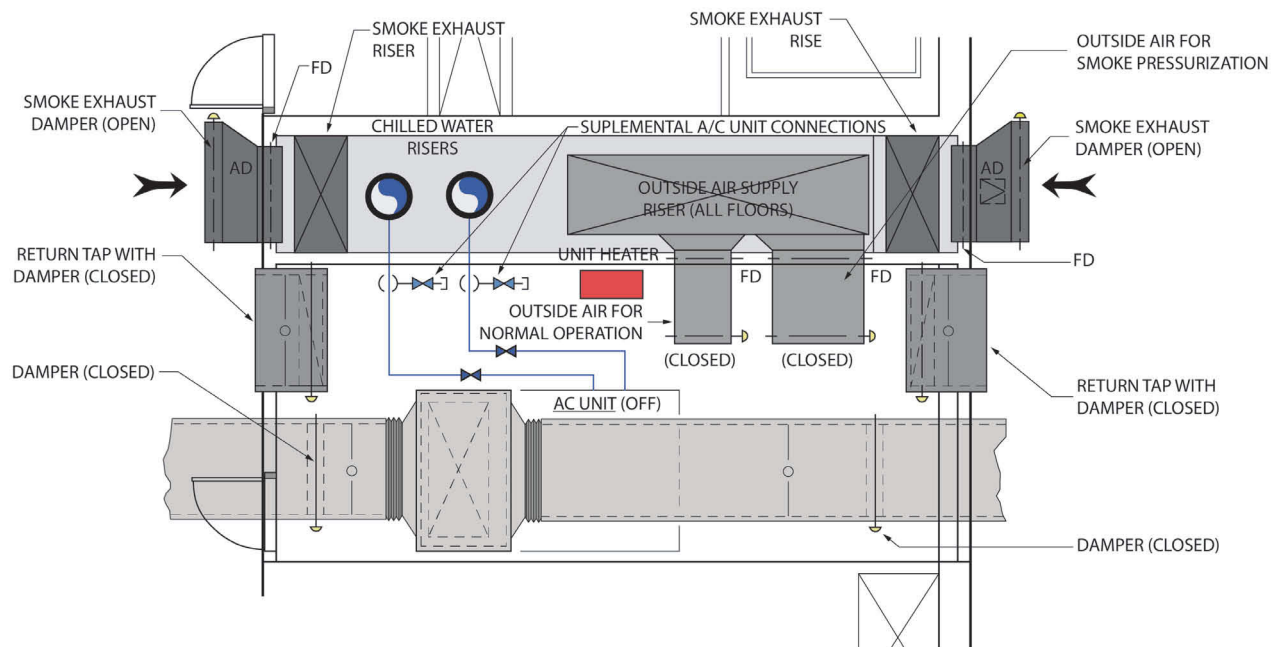 SMOKE EXHAUST
RISER
SMOKE EXHAUST
RISE
OUTSIDE AIR FOR
SMOKE PRESSURIZATION
FD
SMOKE EXHAUST
DAMPER (OPEN)
CHILLED WATER
RISERS
SUPLEMENTAL A/C UNIT CONNECTIONS
SMOKE EXHAUST
DAMPER (OPEN)
AD
AD
OUTSIDE AIR SUPPLY
RISER (ALL FLOORS)
RETURN TAP WITH
DAMPER (CLOSED)
UNIT HEATER
FD
FD
FD
OUTSIDE AIR FOR
NORMAL OPERATION
(CLOSED)
(CLOSED)
DAMPER (CLOSED)
RETURN TAP WITH
DAMPER (CLOSED)
AC UNIT (OFF)
DAMPER (CLOSED)